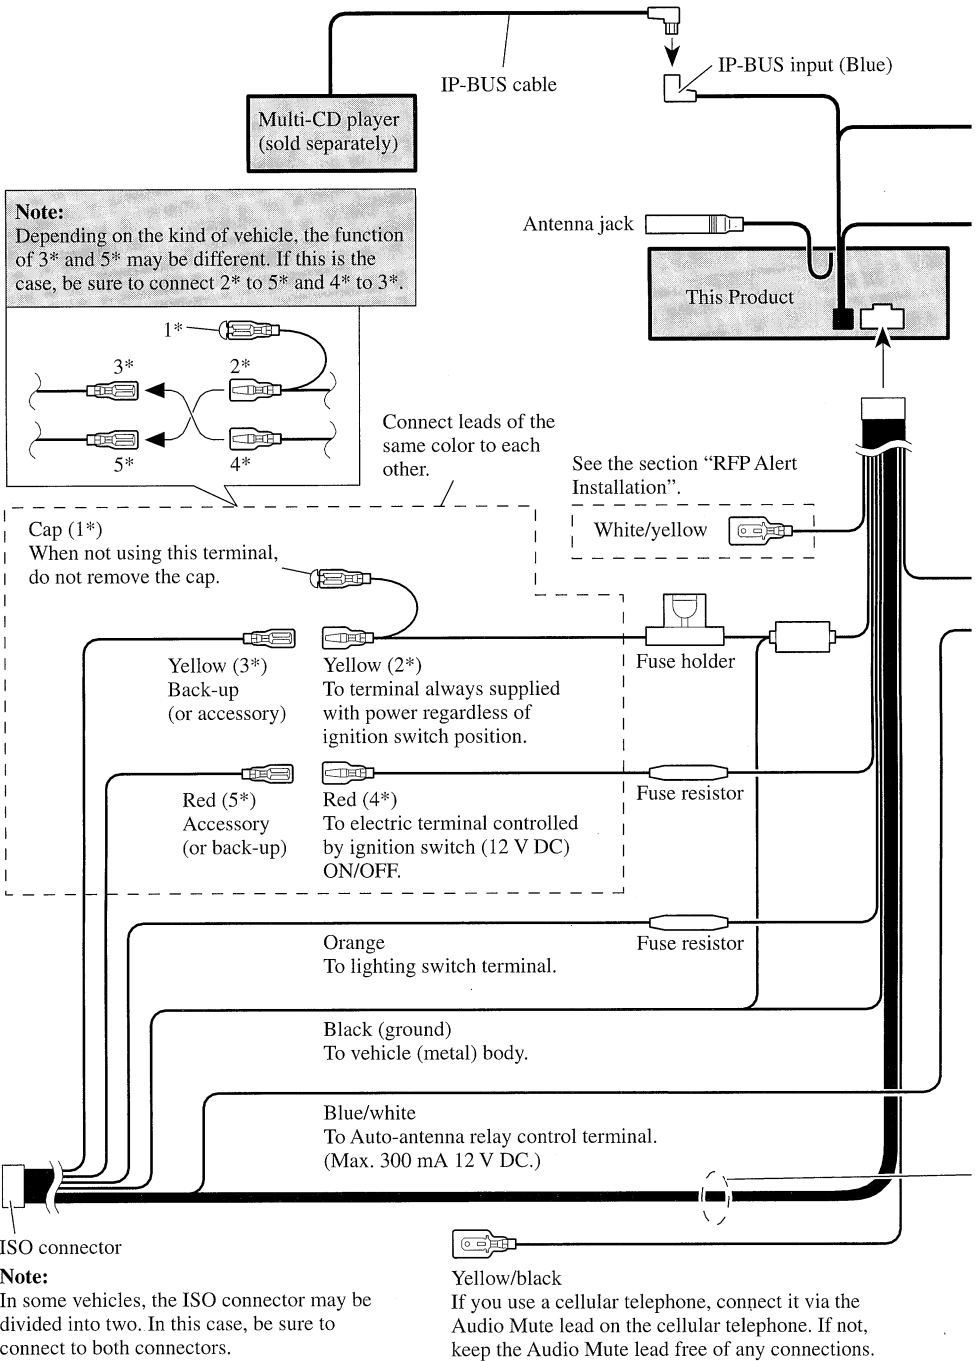 IP-BUS cable
IP-BUS input (Blue)
Multi-CD player
(sold separately)
Note:
Depending on the kind of vehicle, the function
of 3* and 5* may be different. If this is the
case, be sure to connect 2* to 5* and 4* to 3*.
Antenna jack
This Product
1*
3*
2*
5*
4*
Connect leads of the
same color to each
other.
See the section “RFP Alert
Installation”.
White/yellow
Cap (1*)
When not using this terminal,
do not remove the cap.
Yellow (3*)
Back-up
(or accessory)
Yellow (2*)
To terminal always supplied
with power regardless of
ignition switch position.
Fuse holder
Red (5*)
Accessory
(or back-up)
Red (4*)
To electric terminal controlled
by ignition switch (12 V DC)
ON/OFF.
Fuse resistor
Orange
To lighting switch terminal.
Fuse resistor
Black (ground)
To vehicle (metal) body.
Blue/white
To Auto-antenna relay control terminal.
(Max. 300 mA 12 V DC.)
ISO connector
Note:
In some vehicles, the ISO connector may be
divided into two. In this case, be sure to
connect to both connectors.
Yellow/black
If you use a cellular telephone, connect it via the
Audio Mute lead on the cellular telephone. If not,
keep the Audio Mute lead free of any connections.